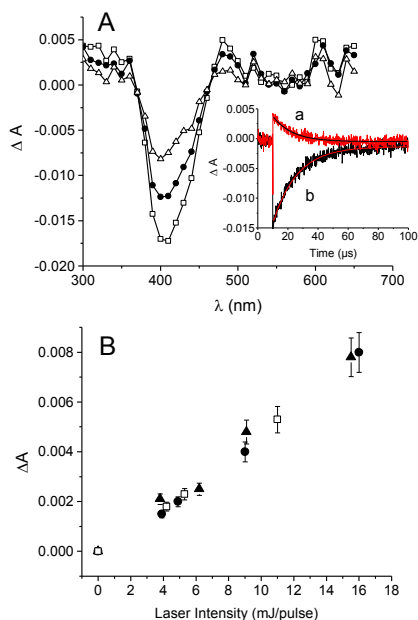 A
0.005
0.000
-0.005
-0.010
-0.015
-0.020
Δ A
300 400 500 600 700
λ (nm)
a
b
0.005
0.000
-0.005
-0.010
-0.015
Δ A
0 20 40 60 80 100
Time (µs)
B
0.008
0.006
0.004
0.002
0.000
ΔA
0 2 4 6 8 10 12 14 16 18
Laser Intensity (mJ/pulse)